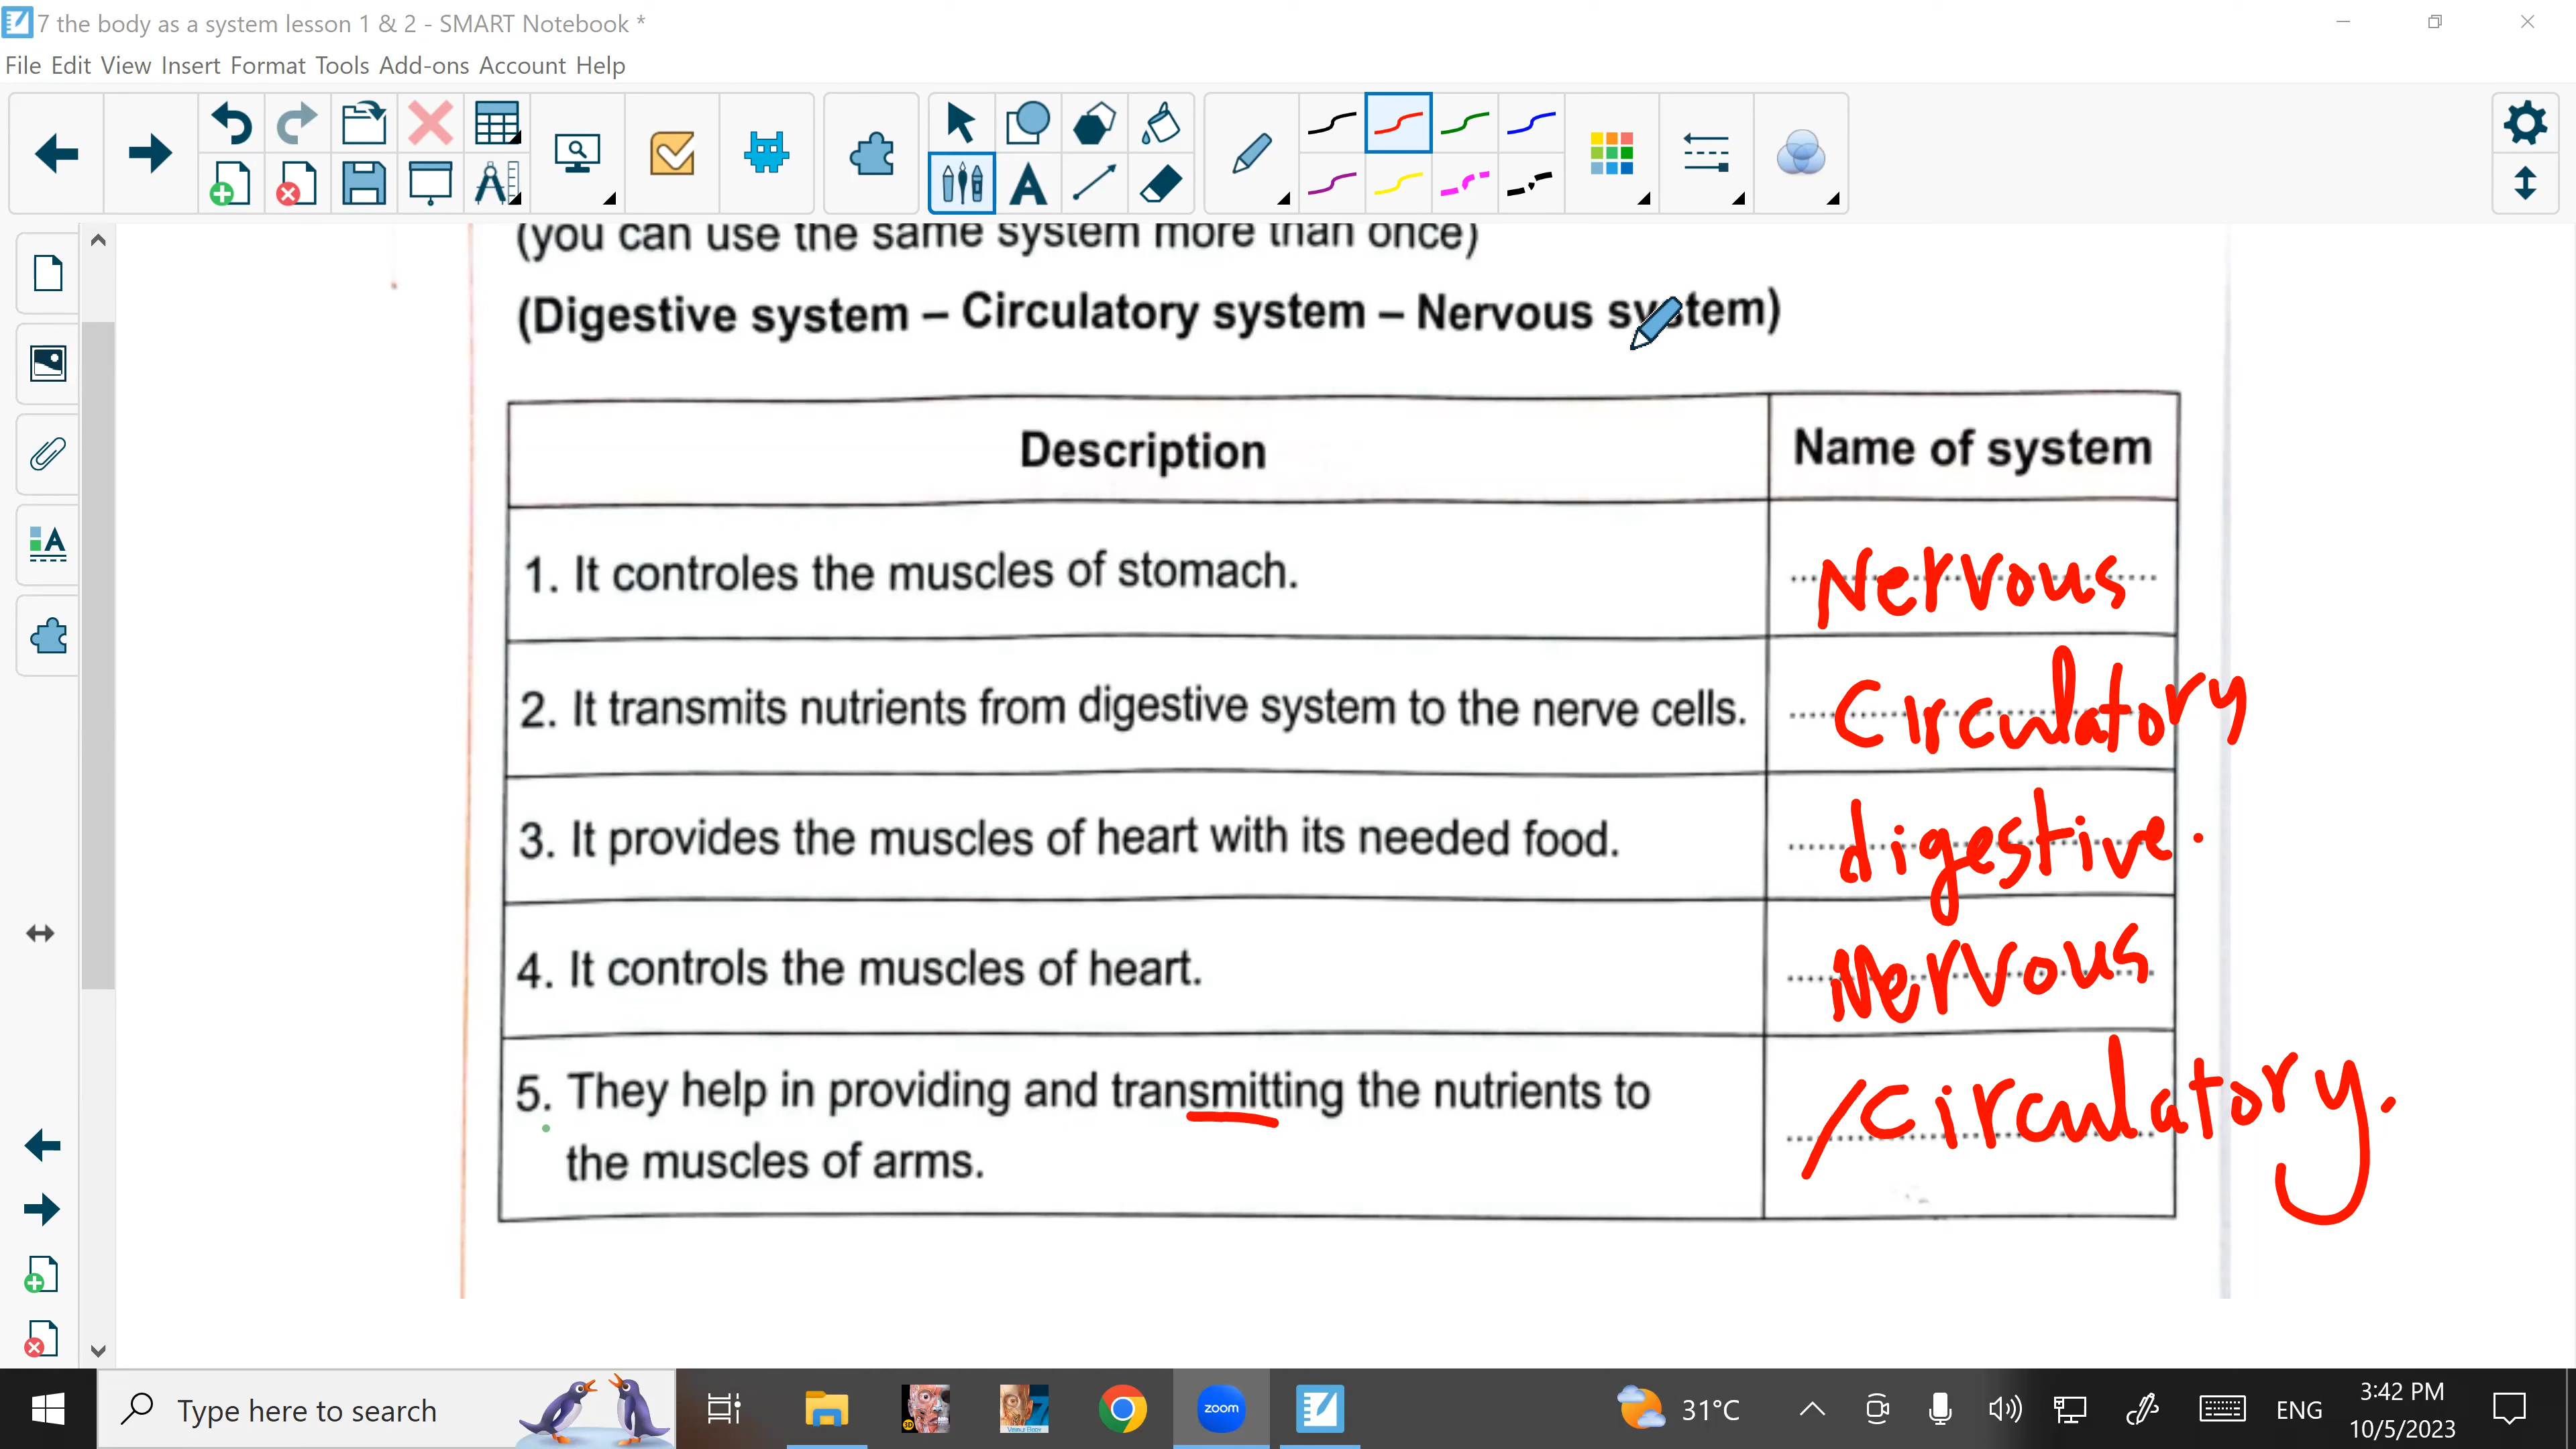 7 the body as a system lesson 1 & 2 - SMART Notebook *
File Edit View Insert Format Tools Add-ons Account Help
(you can use the same system more than once)
(Digestive system – Circulatory system – Nervous system)
Description
Name of system
1. It controles the muscles of stomach.
Nervous
2. It transmits nutrients from digestive system to the nerve cells.
Circulatory
3. It provides the muscles of heart with its needed food.
digestive.
4. It controls the muscles of heart.
Nervous
5. They help in providing and transmitting the nutrients to
the muscles of arms.
/Circulatory.
Type here to search
zoom
31°C
ENG
3:42 PM
10/5/2023